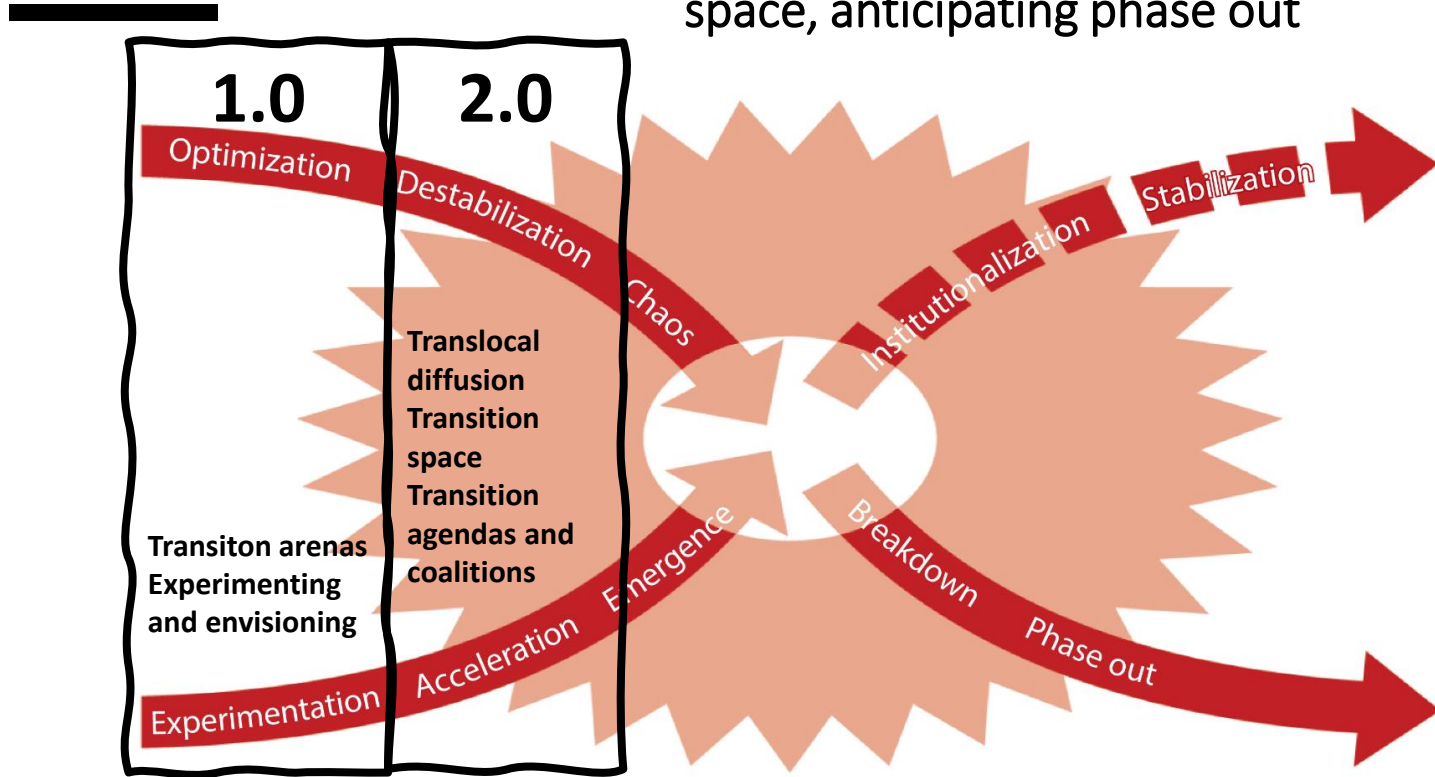 space, anticipating phase out
1.0
2.0
Optimization
Destabilization
Chaos
Institutionalization
Stabilization
Translocal
diffusion
Transition
space
Transition
agendas and
coalitions
Transiton arenas
Experimenting
and envisioning
Experimentation
Acceleration
Emergence
Breakdown
Phase out